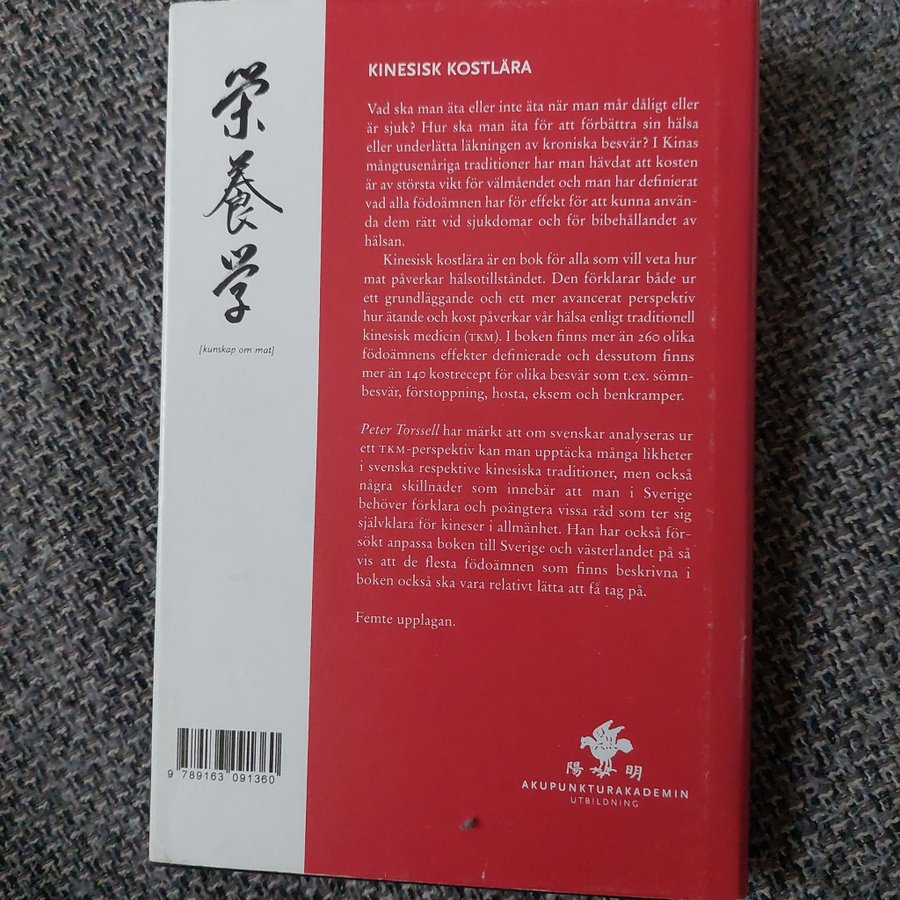 栄養学
[kunskap om mat]
KINESISK KOSTLÄRA
Vad ska man äta eller inte äta när man mår dåligt eller
är sjuk? Hur ska man äta för att förbättra sin hälsa
eller underlätta läkningen av kroniska besvär? I Kinas
mångtusenåriga traditioner har man hävdat att kosten
är av största vikt för välmåendet och man har definierat
vad alla födoämnen har för effekt för att kunna använ-
da dem rätt vid sjukdomar och för bibehållandet av
hälsan.
Kinesisk kostlära är en bok för alla som vill veta hur
mat påverkar hälsotillståndet. Den förklarar både ur
ett grundläggande och ett mer avancerat perspektiv
hur ätande och kost påverkar vår hälsa enligt traditionell
kinesisk medicin (TKM). I boken finns mer än 260 olika
födoämnens effekter definierade och dessutom finns
mer än 140 kostrecept för olika besvär som t.ex. sömn-
besvär, förstoppning, hosta, eksem och benkramper.
Peter Torssell har märkt att om svenskar analyseras ur
ett TKM-perspektiv kan man upptäcka många likheter
i svenska respektive kinesiska traditioner, men också
några skillnader som innebär att man i Sverige
behöver förklara och poängtera vissa råd som ter sig
självklara för kineser i allmänhet. Han har också för-
sökt anpassa boken till Sverige och västerlandet på så
vis att de flesta födoämnen som finns beskrivna i
boken också ska vara relativt lätta att få tag på.
Femte upplagan.
9 789163 091360
陽 明
AKUPUNKTURAKADEMIN
UTBILDNING